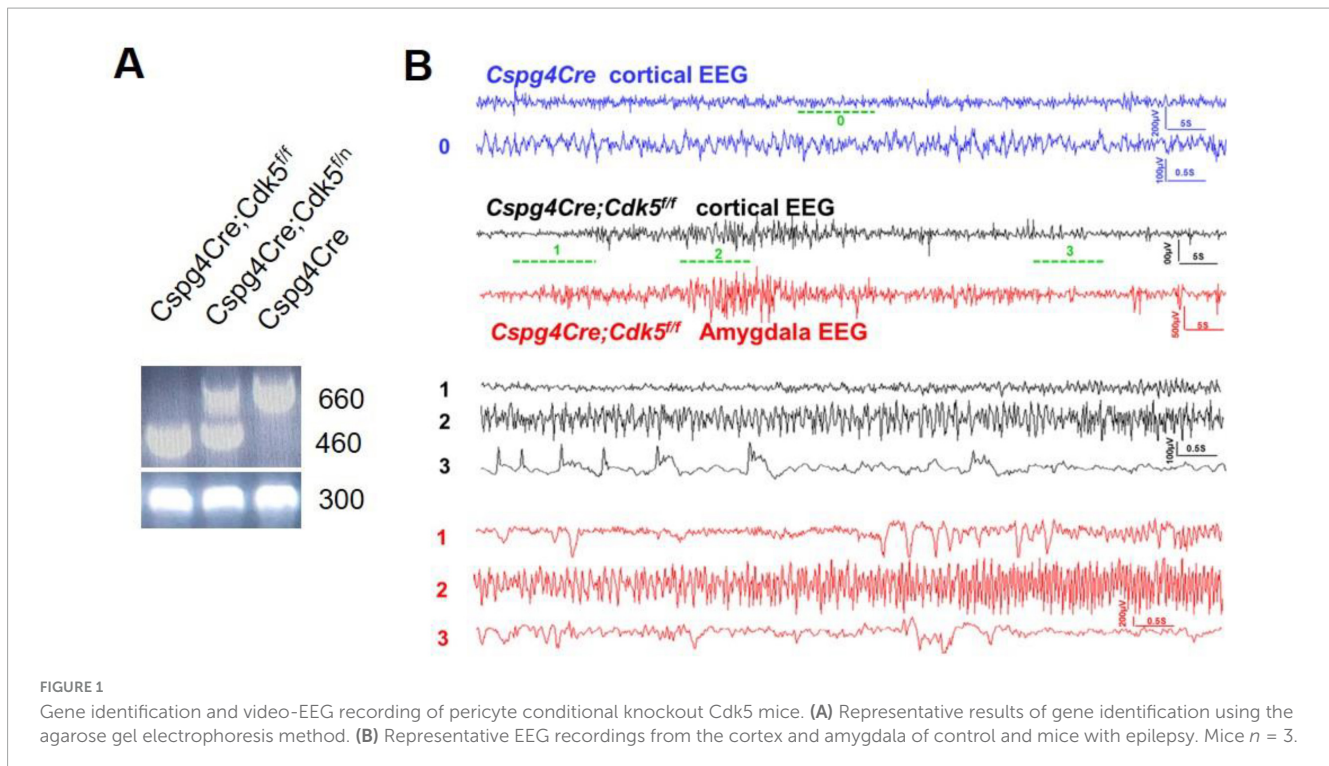 A
Cspg4Cre;Cdk5f/f
Cspg4Cre;Cdk5f/n
Cspg4Cre
660
460
300
B
Cspg4Cre cortical EEG
0
200μV
5S
0
100μV
0.5S
Cspg4Cre;Cdk5f/f cortical EEG
1
2
3
00μV
5S
500μV
5S
Cspg4Cre;Cdk5f/f Amygdala EEG
1
2
100μV
0.5S
3
1
2
200μV
0.5S
3
FIGURE 1
Gene identification and video-EEG recording of pericyte conditional knockout Cdk5 mice. (A) Representative results of gene identification using the
agarose gel electrophoresis method. (B) Representative EEG recordings from the cortex and amygdala of control and mice with epilepsy. Mice n = 3.